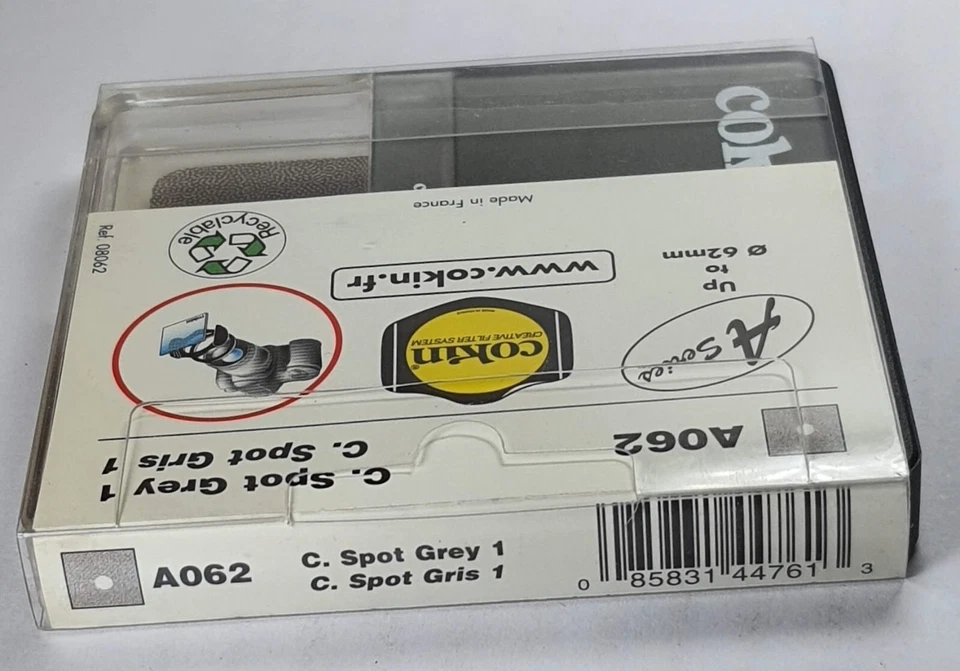 cok
Made in France
Ref. 08062
Recyclable
www.cokin.fr
Up
to
Ø 62mm
A Series
cokin®
CREATIVE FILTER SYSTEM
A062
C. Spot Grey 1
C. Spot Gris 1
A062
C. Spot Grey 1
C. Spot Gris 1
0 85831 44761 3